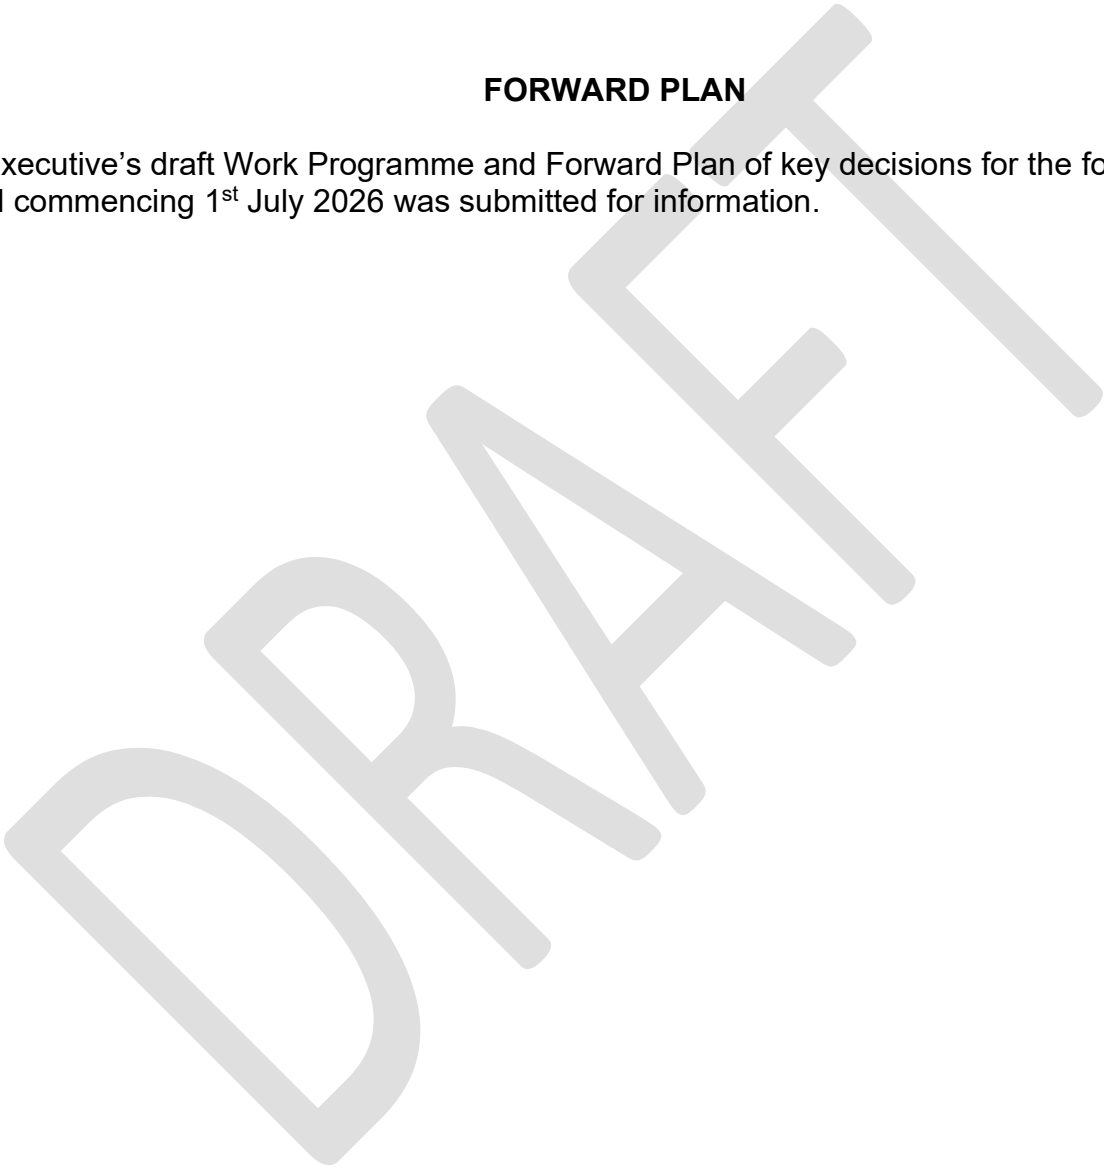 FORWARD PLAN
xecutive’s draft Work Programme and Forward Plan of key decisions for the fo
commencing 1st July 2026 was submitted for information.
DRAFT